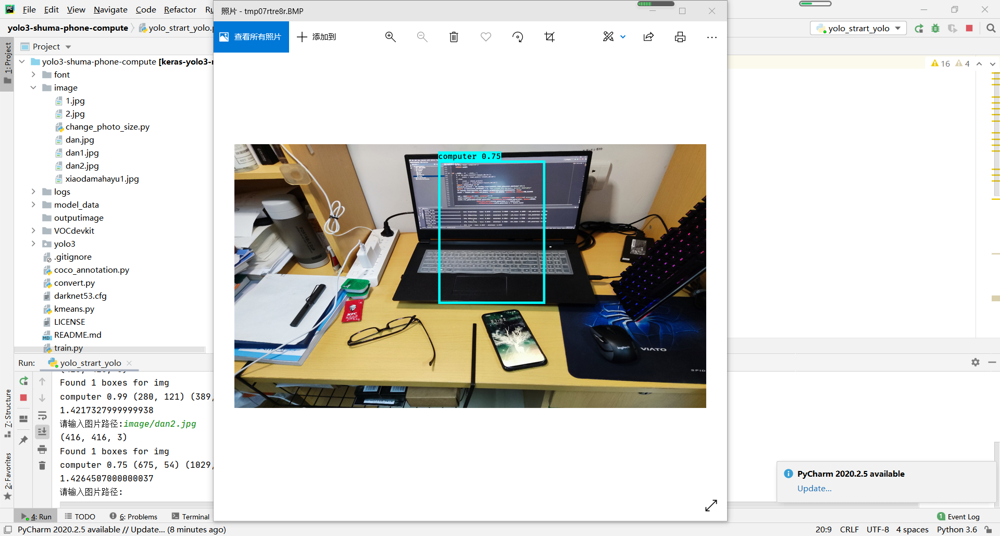 File Edit View Navigate Code Refactor
照片 - tmp07rtre8r.BMP
yolo3-shuma-phone-compute
yolo_strart_yolo
查看所有照片
添加到
yolo_strart_yolo
1: Project
Project
16
4
yolo3-shuma-phone-compute
font
image
1.jpg
2.jpg
change_photo_size.py
dan.jpg
dan1.jpg
dan2.jpg
xiaodamahayu1.jpg
logs
model_data
outputimage
VOCdevkit
yolo3
.gitignore
coco_annotation.py
convert.py
darknet53.cfg
kmeans.py
LICENSE
README.md
train.py
computer 0.75
KFC
21:52
logitech
VIATO
SPID
Run:
yolo_strart_yolo
Found 1 boxes for img
computer 0.99 (280, 121) (389,
1.4217327999999938
请输入图片路径:image/dan2.jpg
(416, 416, 3)
Found 1 boxes for img
computer 0.75 (675, 54) (1029,
1.4264507000000037
请输入图片路径:
7: Structure
2: Favorites
PyCharm 2020.2.5 available
Update...
4: Run
TODO
6: Problems
Terminal
1 Event Log
PyCharm 2020.2.5 available // Update... (8 minutes ago)
20:9 CRLF UTF-8 4 spaces Python 3.6